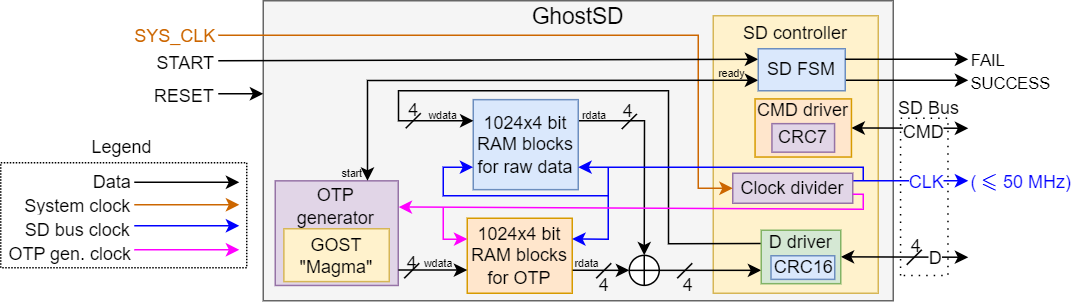 GhostSD
SYS_CLK
START
RESET
SD controller
SD FSM
ready
FAIL
SUCCESS
4
wdata
1024x4 bit
RAM blocks
for raw data
rdata
4
CMD driver
CRC7
SD Bus
CMD
Legend
Data
System clock
SD bus clock
OTP gen. clock
start
OTP
generator
GOST
"Magma"
Clock divider
CLK
( ⩽ 50 MHz)
4
wdata
1024x4 bit
RAM blocks
for OTP
rdata
4
4
D driver
CRC16
4
D